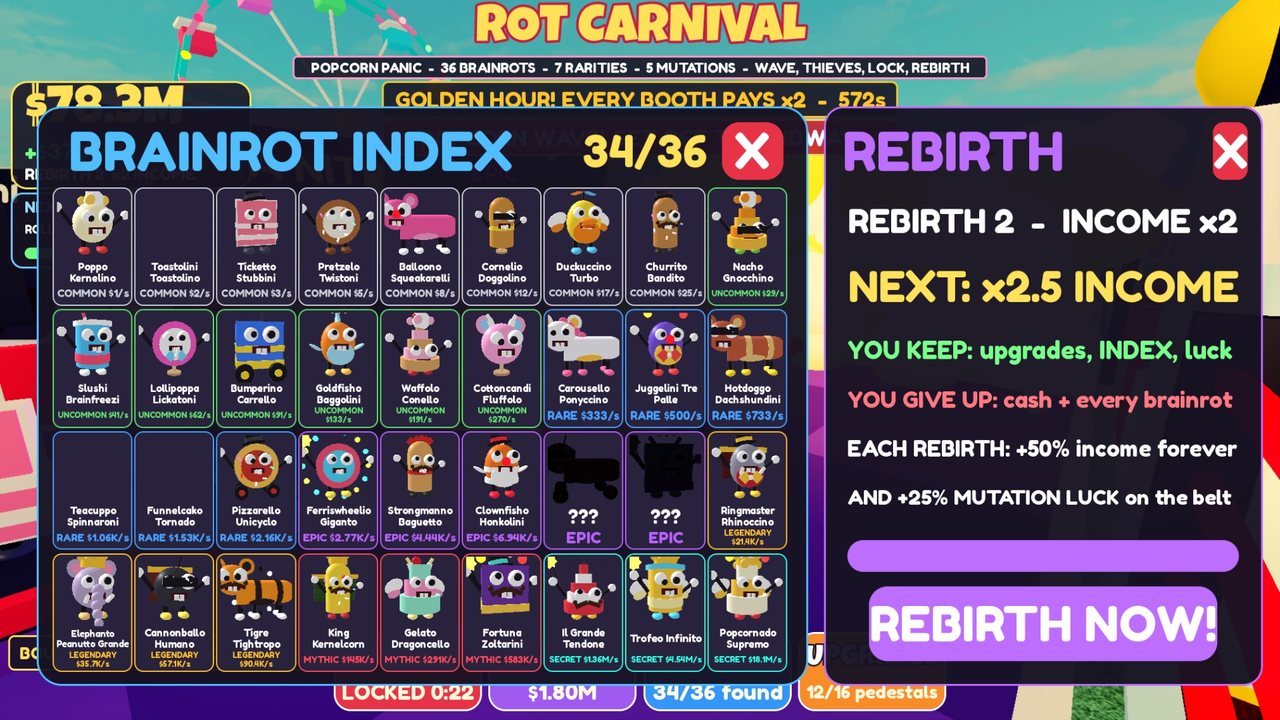 ROT CARNIVAL
POPCORN PANIC - 36 BRAINROTS - 7 RARITIES - 5 MUTATIONS - WAVE, THIEVES, LOCK, REBIRTH
$78.3M
GOLDEN HOUR! EVERY BOOTH PAYS x2 - 572s
BRAINROT INDEX
34/36
X
Poppo
Kernelino
COMMON $1/s
Toastolini
Toastolino
COMMON $2/s
Ticketto
Stubbini
COMMON $3/s
Pretzelo
Twistoni
COMMON $5/s
Balloono
Squeakarelli
COMMON $8/s
Cornelio
Doggolino
COMMON $12/s
Duckuccino
Turbo
COMMON $17/s
Churrito
Bandito
COMMON $25/s
Nacho
Gnocchino
UNCOMMON $29/s
Slushi
Brainfreezi
UNCOMMON $41/s
Lollipoppa
Lickatoni
UNCOMMON $62/s
Bumperino
Carrello
UNCOMMON $91/s
Goldfisho
Baggolini
UNCOMMON
$133/s
Waffolo
Conello
UNCOMMON
$191/s
Cottoncandi
Fluffolo
UNCOMMON
$270/s
Carousello
Ponyccino
RARE $333/s
Juggelini Tre
Palle
RARE $500/s
Hotdoggo
Dachshundini
RARE $733/s
Teacuppo
Spinnaroni
RARE $1.06K/s
Funnelcako
Tornado
RARE $1.53K/s
Pizzarello
Unicyclo
RARE $2.16K/s
Ferriswheelio
Giganto
EPIC $2.77K/s
Strongmanno
Baguetto
EPIC $4.44K/s
Clownfisho
Honkolini
EPIC $6.94K/s
???
EPIC
???
EPIC
Ringmaster
Rhinoccino
LEGENDARY
$21.4K/s
Elephanto
Peanutto Grande
LEGENDARY
$35.7K/s
Cannonballo
Humano
LEGENDARY
$57.1K/s
Tigre
Tightropo
LEGENDARY
$90.4K/s
King
Kernelcorn
MYTHIC $145K/s
Gelato
Dragoncello
MYTHIC $291K/s
Fortuna
Zoltarini
MYTHIC $583K/s
Il Grande
Tendone
SECRET $1.36M/s
Trofeo Infinito
SECRET $4.54M/s
Popcornado
Supremo
SECRET $18.1M/s
REBIRTH
X
REBIRTH 2 - INCOME x2
NEXT: x2.5 INCOME
YOU KEEP: upgrades, INDEX, luck
YOU GIVE UP: cash + every brainrot
EACH REBIRTH: +50% income forever
AND +25% MUTATION LUCK on the belt
REBIRTH NOW!
LOCKED 0:22
$1.80M
34/36 found
12/16 pedestals